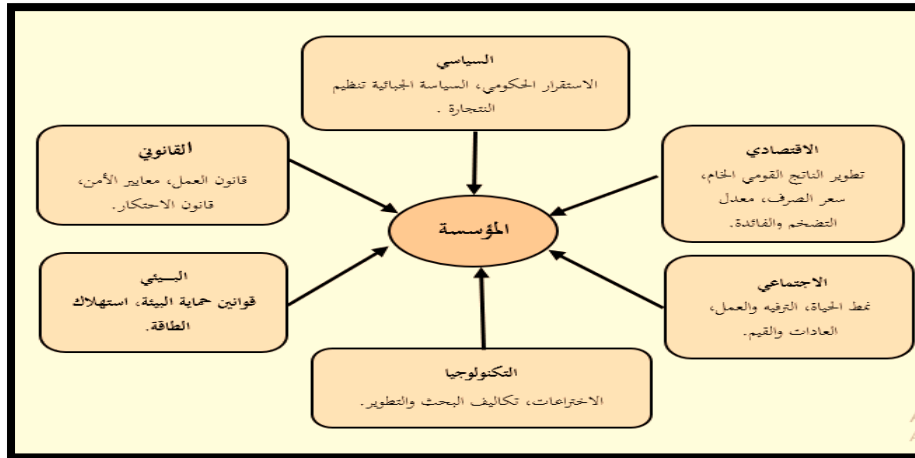 السياسي
الاستقرار الحكومي، السياسة الجبائية تنظيم
النتجارة .
الاقتصادي
تطوير الناتج القومي الخام،
سعر الصرف، معدل
التضخم والفائدة.
القانوني
قانون العمل، معايير الأمن،
قانون الاحتكار.
المؤسسة
الاجتماعي
نمط الحياة، الترفيه والعمل،
العادات والقيم.
البـــيئي
قوانين حماية البيئة، استهلاك
الطاقة.
التكنولوجيا
الاختراعات، تكاليف البحث والتطوير.